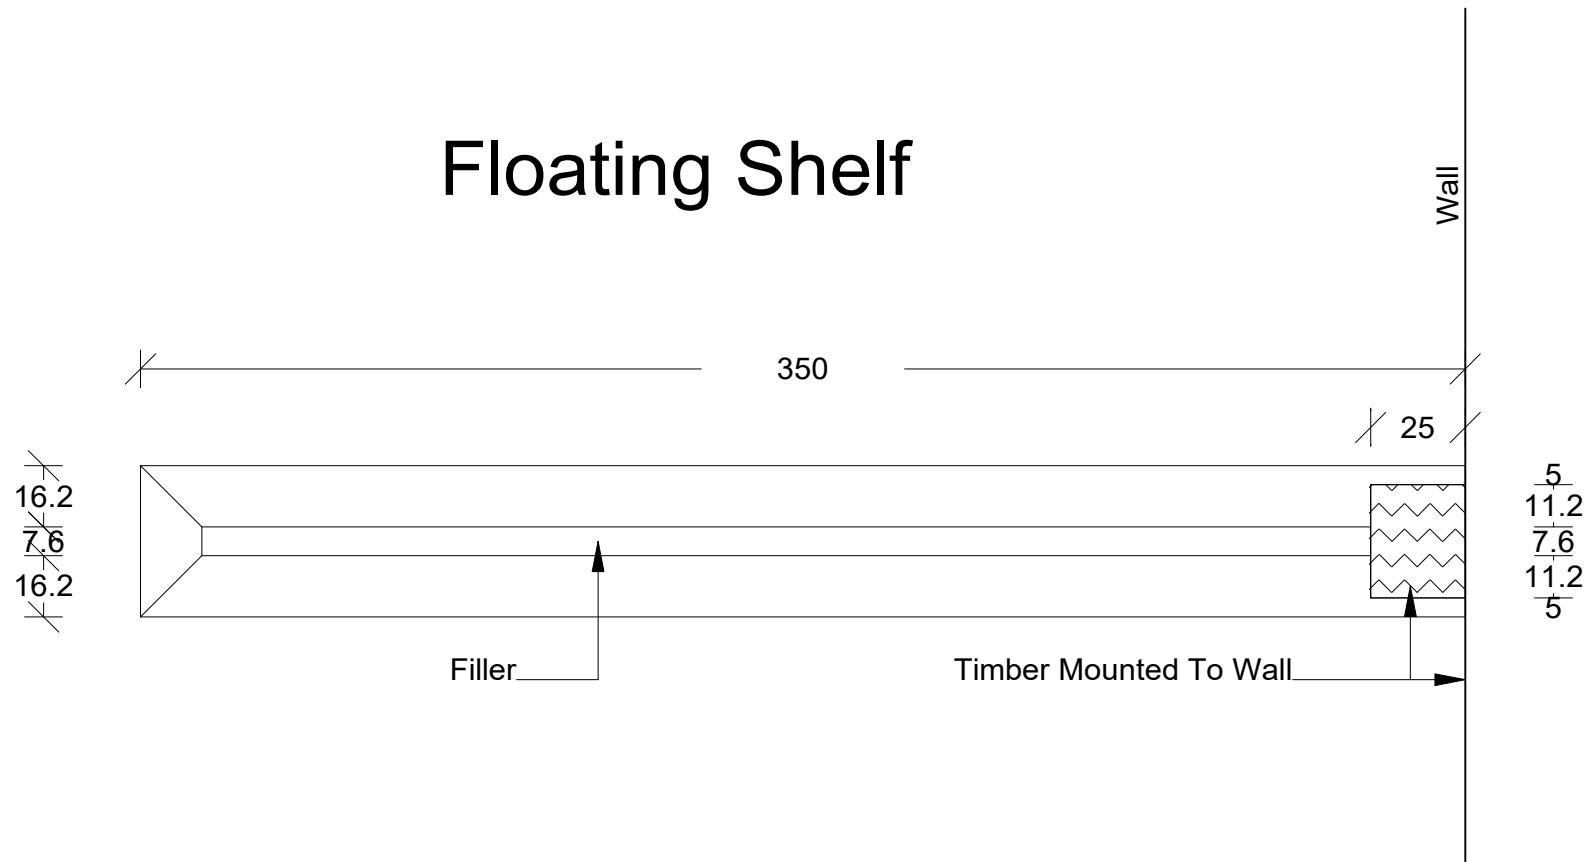 Floating Shelf
Wall
350
25
16.2
7.6
16.2
5
11.2
7.6
11.2
5
Filler
Timber Mounted To Wall